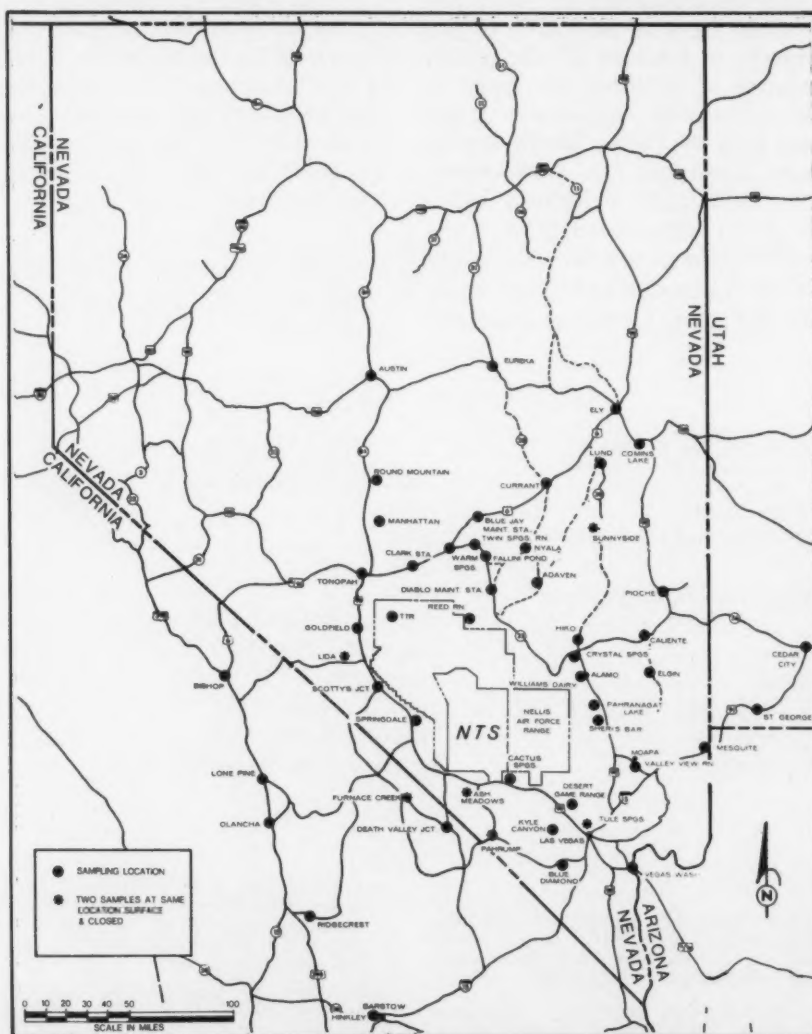 NEVADA
CALIFORNIA
UTAH
NEVADA
AUSTIN
EUREKA
ELY
NEVADA
CALIFORNIA
LUND
COMINS
LAKE
ROUND MOUNTAIN
CURRANT
MANHATTAN
BLUE JAY
MAINT STA.
TWIN SPGS. RN
SUNNYSIDE
CLARK STA.
WARM
SPGS.
FALLINI POND
NYALA
TONOPAH
ADAVEN
DIABLO MAINT. STA.
PIOCHE
TTR
REED RN.
GOLDFIELD
HIKO
CALIENTE
LIDA
CRYSTAL SPGS
CEDAR
CITY
BISHOP
SCOTTYS JCT
WILLIAMS DAIRY
ALAMO
ELGIN
NELLIS
AIR FORCE
RANGE
PAHRANAGAT
LAKE
ST GEORGE
SPRINGDALE
NTS
SHERIS BAR
MOAPA
MESQUITE
VALLEY VIEW RN.
LONE PINE
CACTUS
SPGS.
FURNACE CREEK
ASH
MEADOWS
DESERT
GAME RANGE
OLANCHA
DEATH VALLEY JCT
KYLE
CANYON
TULE SPGS.
LAS VEGAS
PAHRUMP
BLUE
DIAMOND
VEGAS WASH
N
SAMPLING LOCATION
TWO SAMPLES AT SAME
LOCATION,SURFACE
& CLOSED
RIDGECREST
ARIZONA
NEVADA
BARSTOW
HINKLEY
0 10 20 30 40 50 100
SCALE IN MILES